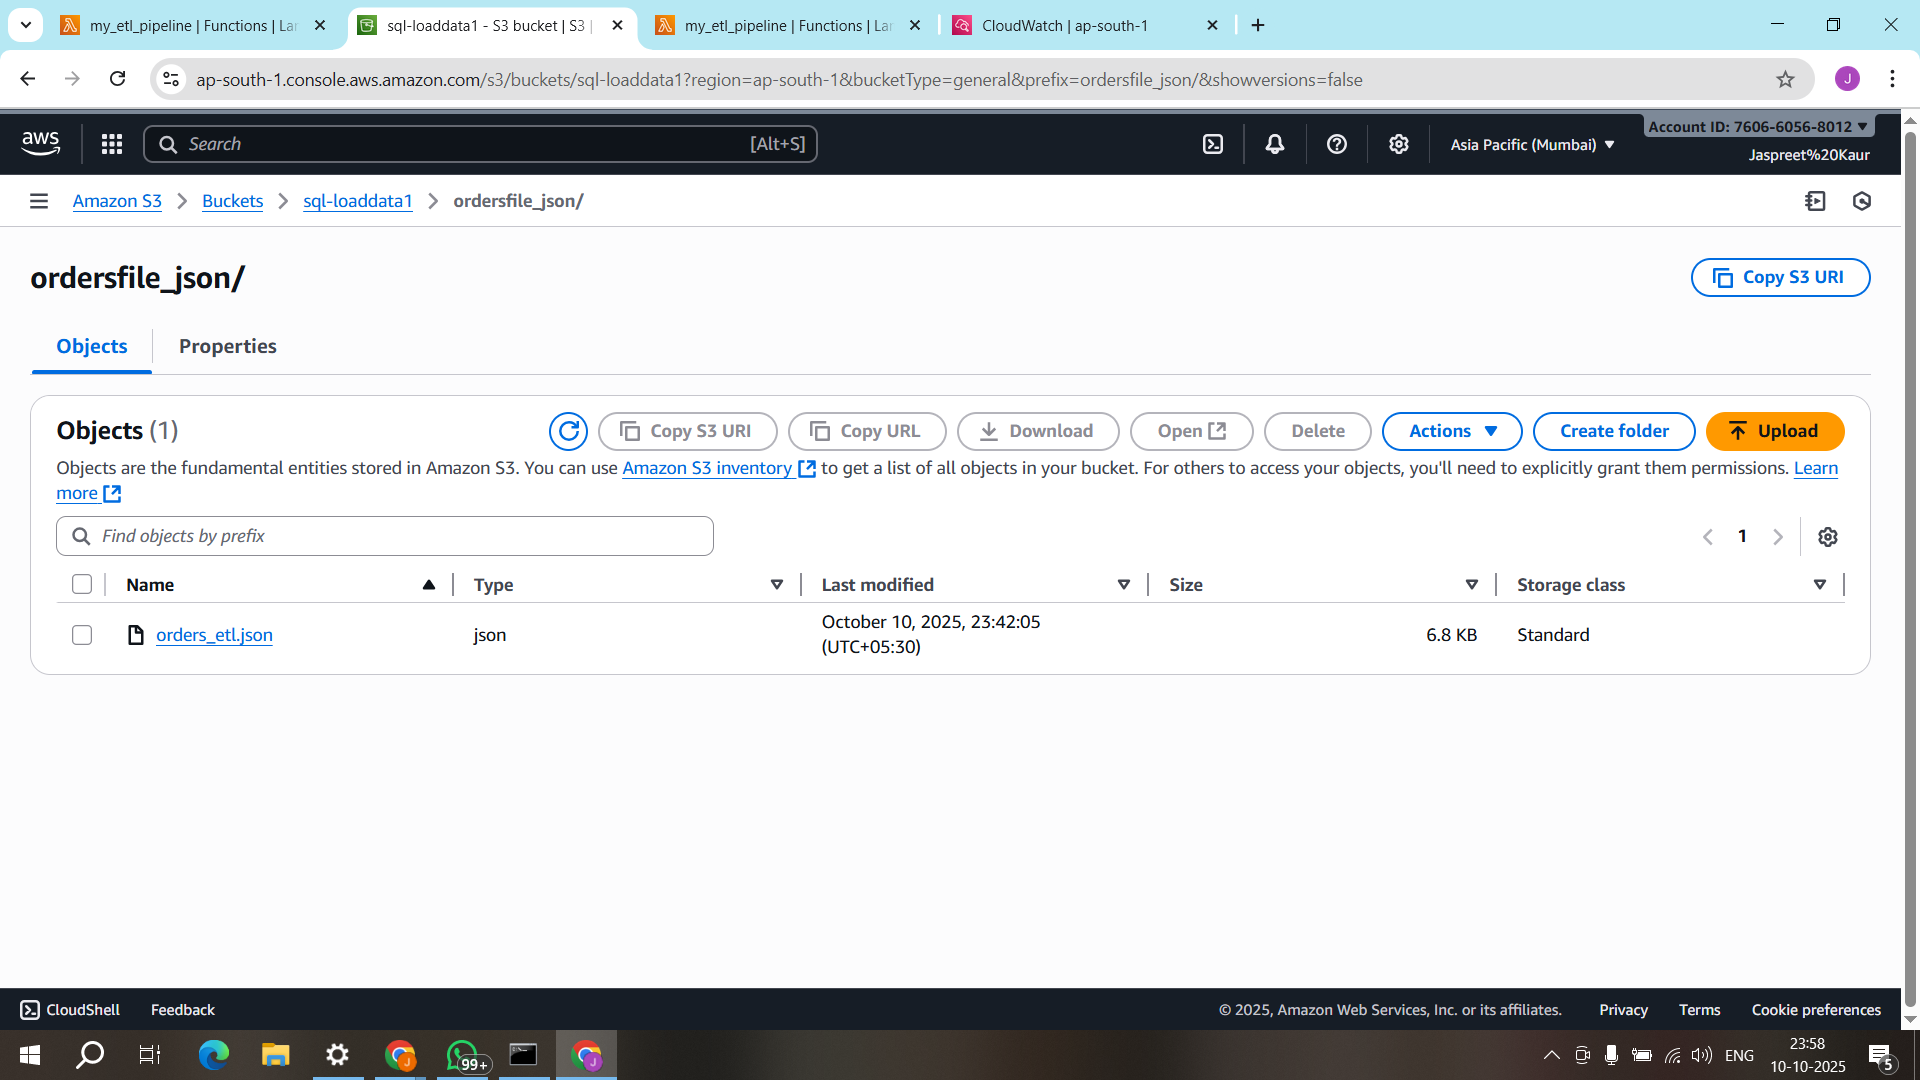 my_etl_pipeline | Functions | Lar
sql-loaddata1 - S3 bucket | S3 |
my_etl_pipeline | Functions | Lar
CloudWatch | ap-south-1
ap-south-1.console.aws.amazon.com/s3/buckets/sql-loaddata1?region=ap-south-1&bucketType=general&prefix=ordersfile_json/&showversions=false
J
aws
Search
[Alt+S]
Asia Pacific (Mumbai)
Account ID: 7606-6056-8012
Jaspreet%20Kaur
Amazon S3
Buckets
sql-loaddata1
ordersfile_json/
ordersfile_json/
Copy S3 URI
Objects
Properties
Objects (1)
Copy S3 URI
Copy URL
Download
Open
Delete
Actions
Create folder
Upload
Objects are the fundamental entities stored in Amazon S3. You can use Amazon S3 inventory to get a list of all objects in your bucket. For others to access your objects, you'll need to explicitly grant them permissions. Learn
more
Find objects by prefix
1
Name
Type
Last modified
Size
Storage class
orders_etl.json
json
October 10, 2025, 23:42:05
(UTC+05:30)
6.8 KB
Standard
CloudShell
Feedback
© 2025, Amazon Web Services, Inc. or its affiliates.
Privacy
Terms
Cookie preferences
J
99+
J
ENG
23:58
10-10-2025
5